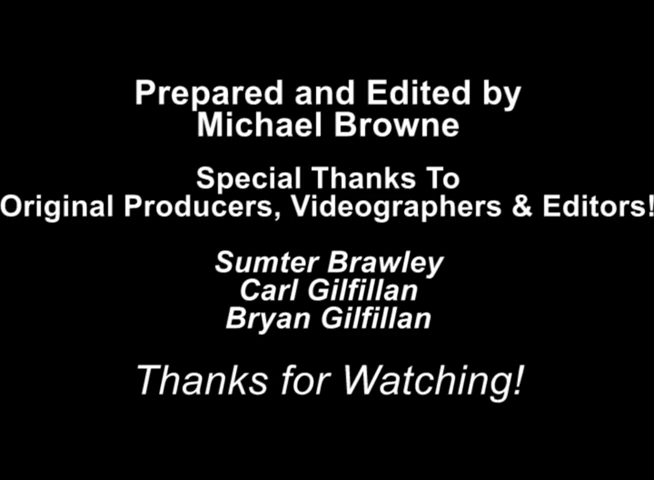 Prepared and Edited by
Michael Browne
Special Thanks To
Original Producers, Videographers & Editors!
Sumter Brawley
Carl Gilfillan
Bryan Gilfillan
Thanks for Watching!